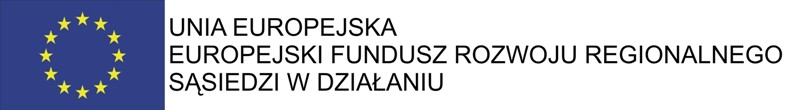 UNIA EUROPEJSKA
EUROPEJSKI FUNDUSZ ROZWOJU REGIONALNEGO
SĄSIEDZI W DZIAŁANIU